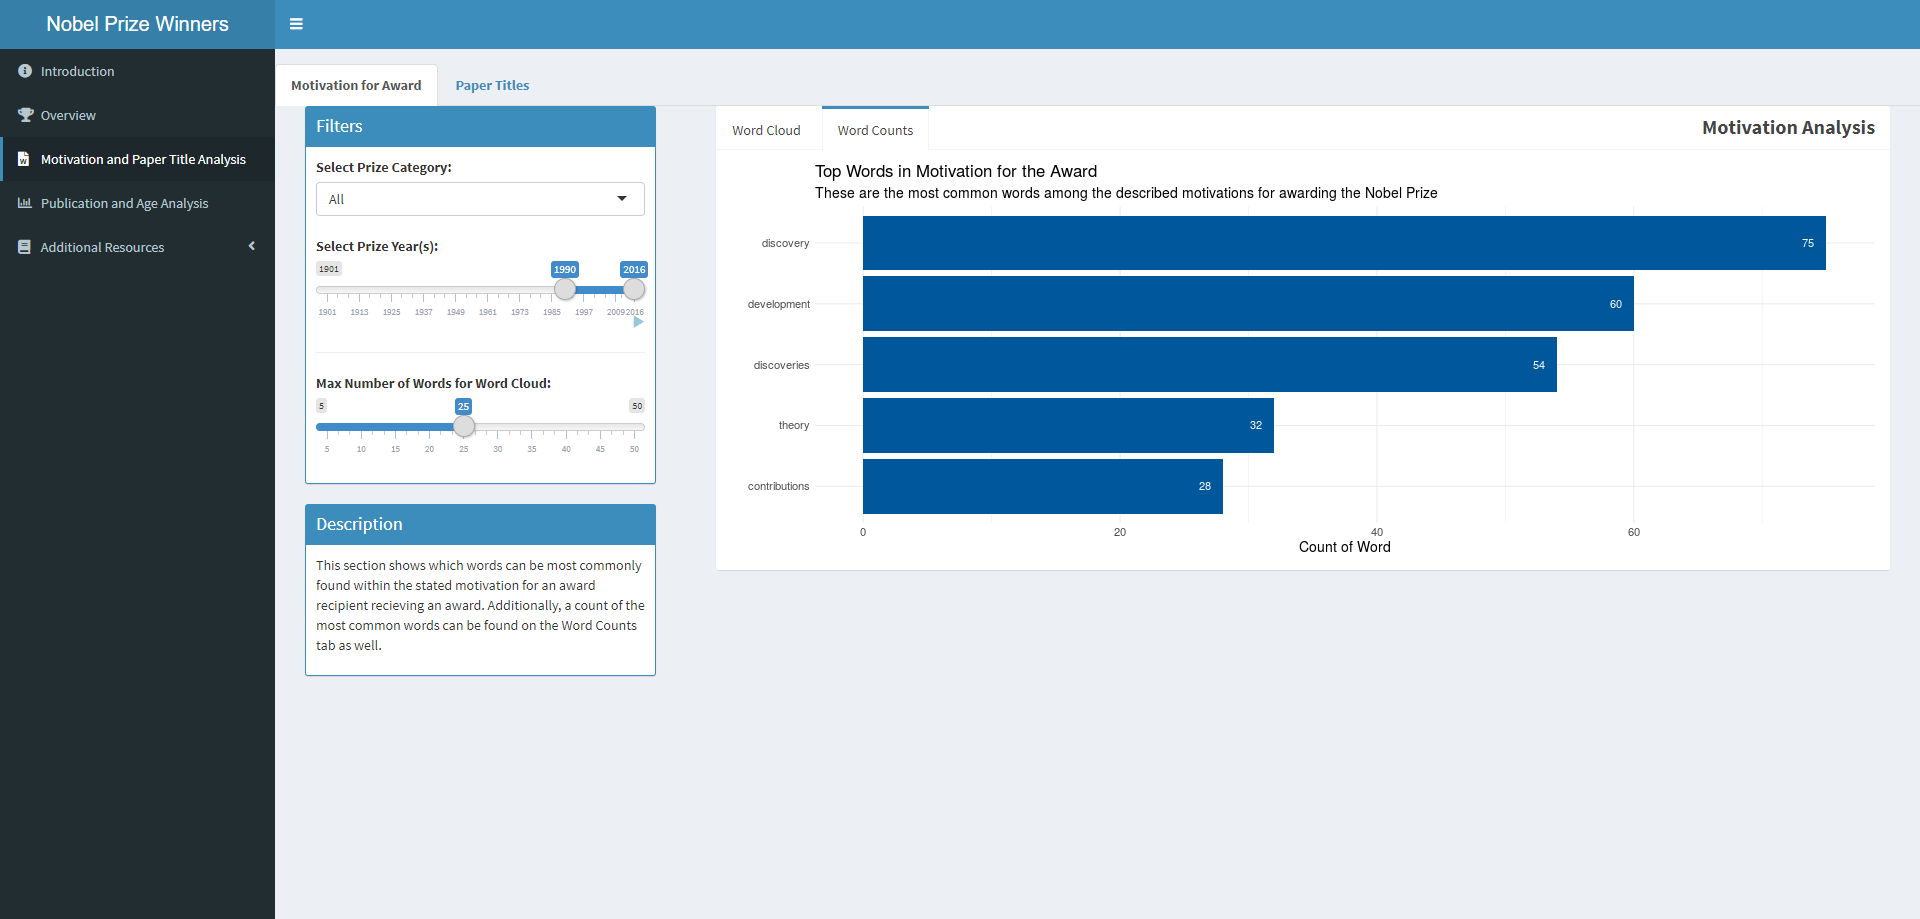 Nobel Prize Winners
Introduction
Overview
Motivation and Paper Title Analysis
Publication and Age Analysis
Additional Resources
Motivation for Award
Paper Titles
Filters
Select Prize Category:
All
Select Prize Year(s):
1901
1990
2016
1901 1913 1925 1937 1949 1961 1973 1985 1997 2009 2016
Max Number of Words for Word Cloud:
5
25
50
5 10 15 20 25 30 35 40 45 50
Description
This section shows which words can be most commonly
found within the stated motivation for an award
recipient recieving an award. Additionally, a count of the
most common words can be found on the Word Counts
tab as well.
Word Cloud
Word Counts
Motivation Analysis
Top Words in Motivation for the Award
These are the most common words among the described motivations for awarding the Nobel Prize
discovery 75
development 60
discoveries 54
theory 32
contributions 28
0 20 40 60
Count of Word